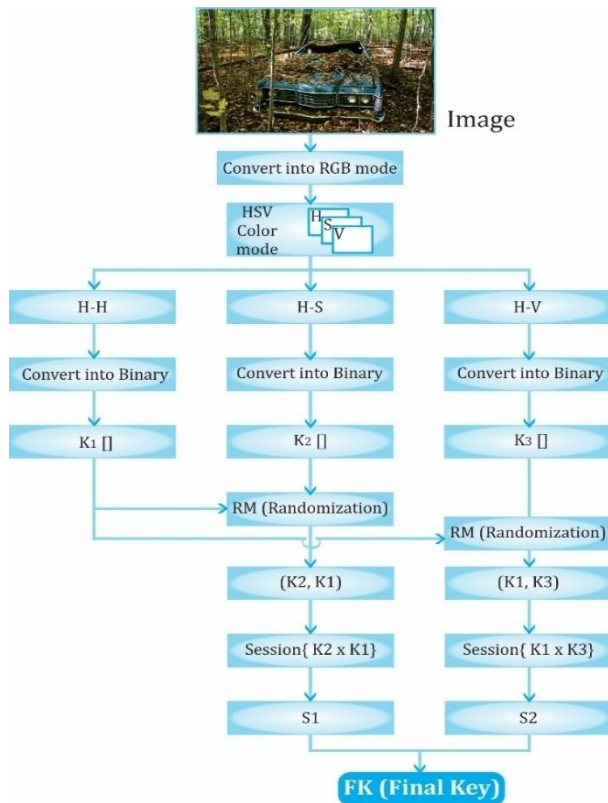 Image
Convert into RGB mode
HSV
Color
mode
H
S
V
H-H
H-S
H-V
Convert into Binary
Convert into Binary
Convert into Binary
K1 []
K2 []
K3 []
RM (Randomization)
RM (Randomization)
(K2, K1)
(K1, K3)
Session{ K2 x K1}
Session{ K1 x K3}
S1
S2
FK (Final Key)